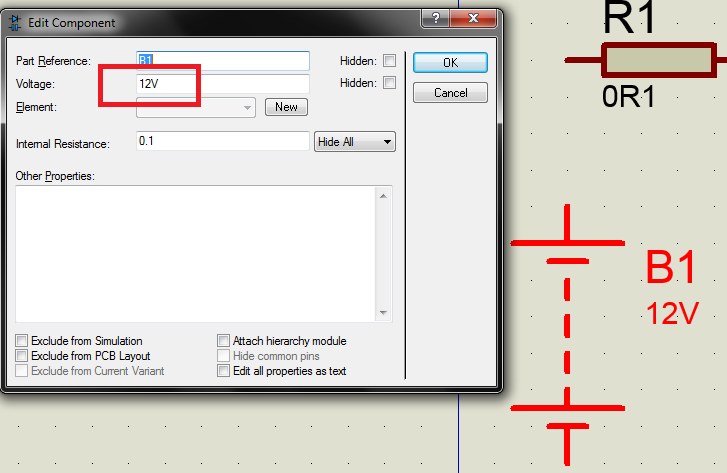 Edit Component
?
Part Reference: B1 Hidden:
Voltage: 12V Hidden:
Element: New
Internal Resistance: 0.1 Hide All
Other Properties:
Exclude from Simulation
Exclude from PCB Layout
Exclude from Current Variant
Attach hierarchy module
Hide common pins
Edit all properties as text
OK
Cancel
R1
0R1
B1
12V